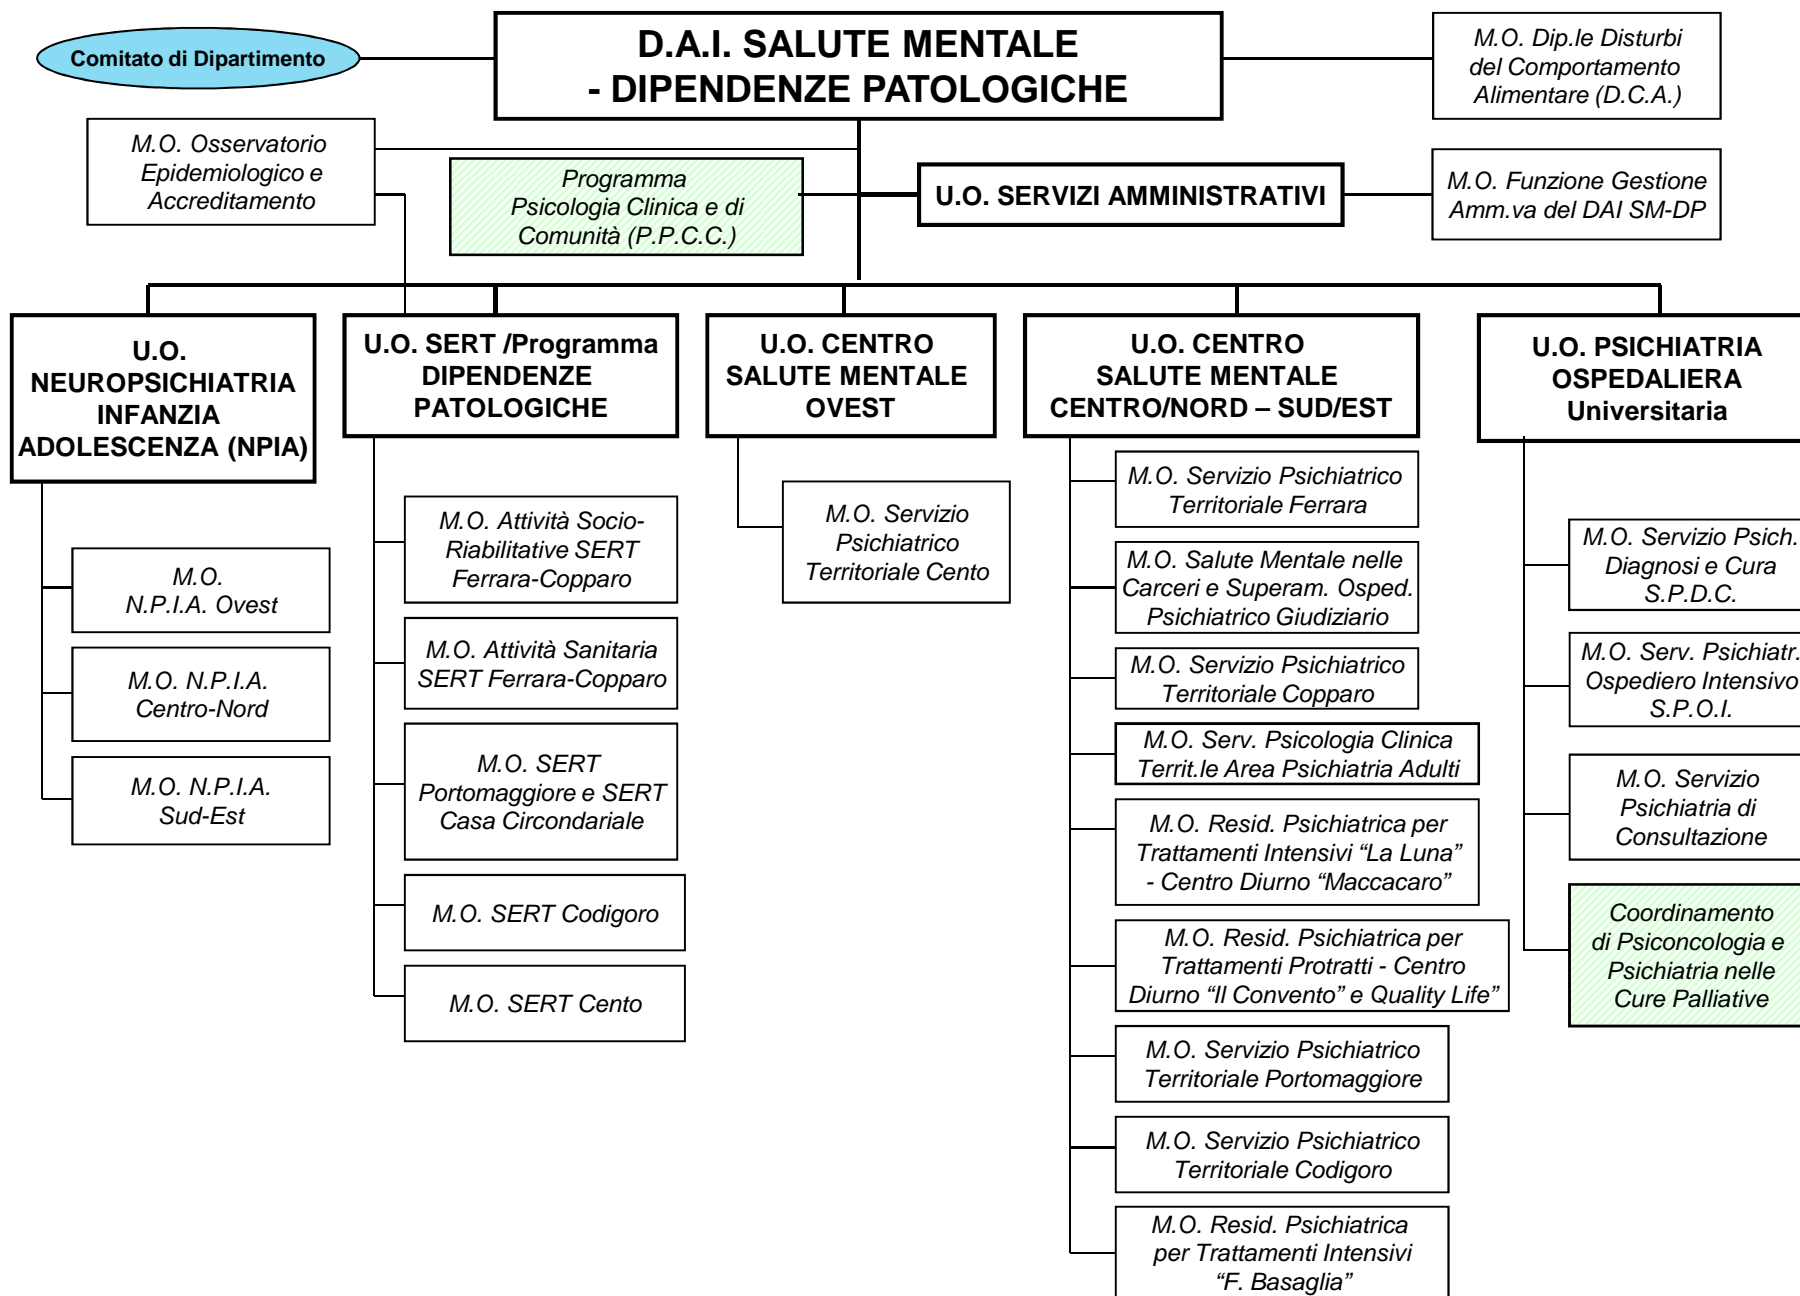 Comitato di Dipartimento
D.A.I. SALUTE MENTALE
- DIPENDENZE PATOLOGICHE
M.O. Dip.le Disturbi
del Comportamento
Alimentare (D.C.A.)
M.O. Osservatorio
Epidemiologico e
Accreditamento
Programma
Psicologia Clinica e di
Comunità (P.P.C.C.)
U.O. SERVIZI AMMINISTRATIVI
M.O. Funzione Gestione
Amm.va del DAI SM-DP
U.O.
NEUROPSICHIATRIA
INFANZIA
ADOLESCENZA (NPIA)
M.O.
N.P.I.A. Ovest
M.O. N.P.I.A.
Centro-Nord
M.O. N.P.I.A.
Sud-Est
U.O. SERT /Programma
DIPENDENZE
PATOLOGICHE
M.O. Attività Socio-
Riabilitative SERT
Ferrara-Copparo
M.O. Attività Sanitaria
SERT Ferrara-Copparo
M.O. SERT
Portomaggiore e SERT
Casa Circondariale
M.O. SERT Codigoro
M.O. SERT Cento
U.O. CENTRO
SALUTE MENTALE
OVEST
M.O. Servizio
Psichiatrico
Territoriale Cento
U.O. CENTRO
SALUTE MENTALE
CENTRO/NORD – SUD/EST
M.O. Servizio Psichiatrico
Territoriale Ferrara
M.O. Salute Mentale nelle
Carceri e Superam. Osped.
Psichiatrico Giudiziario
M.O. Servizio Psichiatrico
Territoriale Copparo
M.O. Serv. Psicologia Clinica
Territ.le Area Psichiatria Adulti
M.O. Resid. Psichiatrica per
Trattamenti Intensivi “La Luna”
- Centro Diurno “Maccacaro”
M.O. Resid. Psichiatrica per
Trattamenti Protratti - Centro
Diurno “Il Convento” e Quality Life”
M.O. Servizio Psichiatrico
Territoriale Portomaggiore
M.O. Servizio Psichiatrico
Territoriale Codigoro
M.O. Resid. Psichiatrica
per Trattamenti Intensivi
“F. Basaglia”
U.O. PSICHIATRIA
OSPEDALIERA
Universitaria
M.O. Servizio Psich.
Diagnosi e Cura
S.P.D.C.
M.O. Serv. Psichiatr.
Ospediero Intensivo
S.P.O.I.
M.O. Servizio
Psichiatria di
Consultazione
Coordinamento
di Psiconcologia e
Psichiatria nelle
Cure Palliative